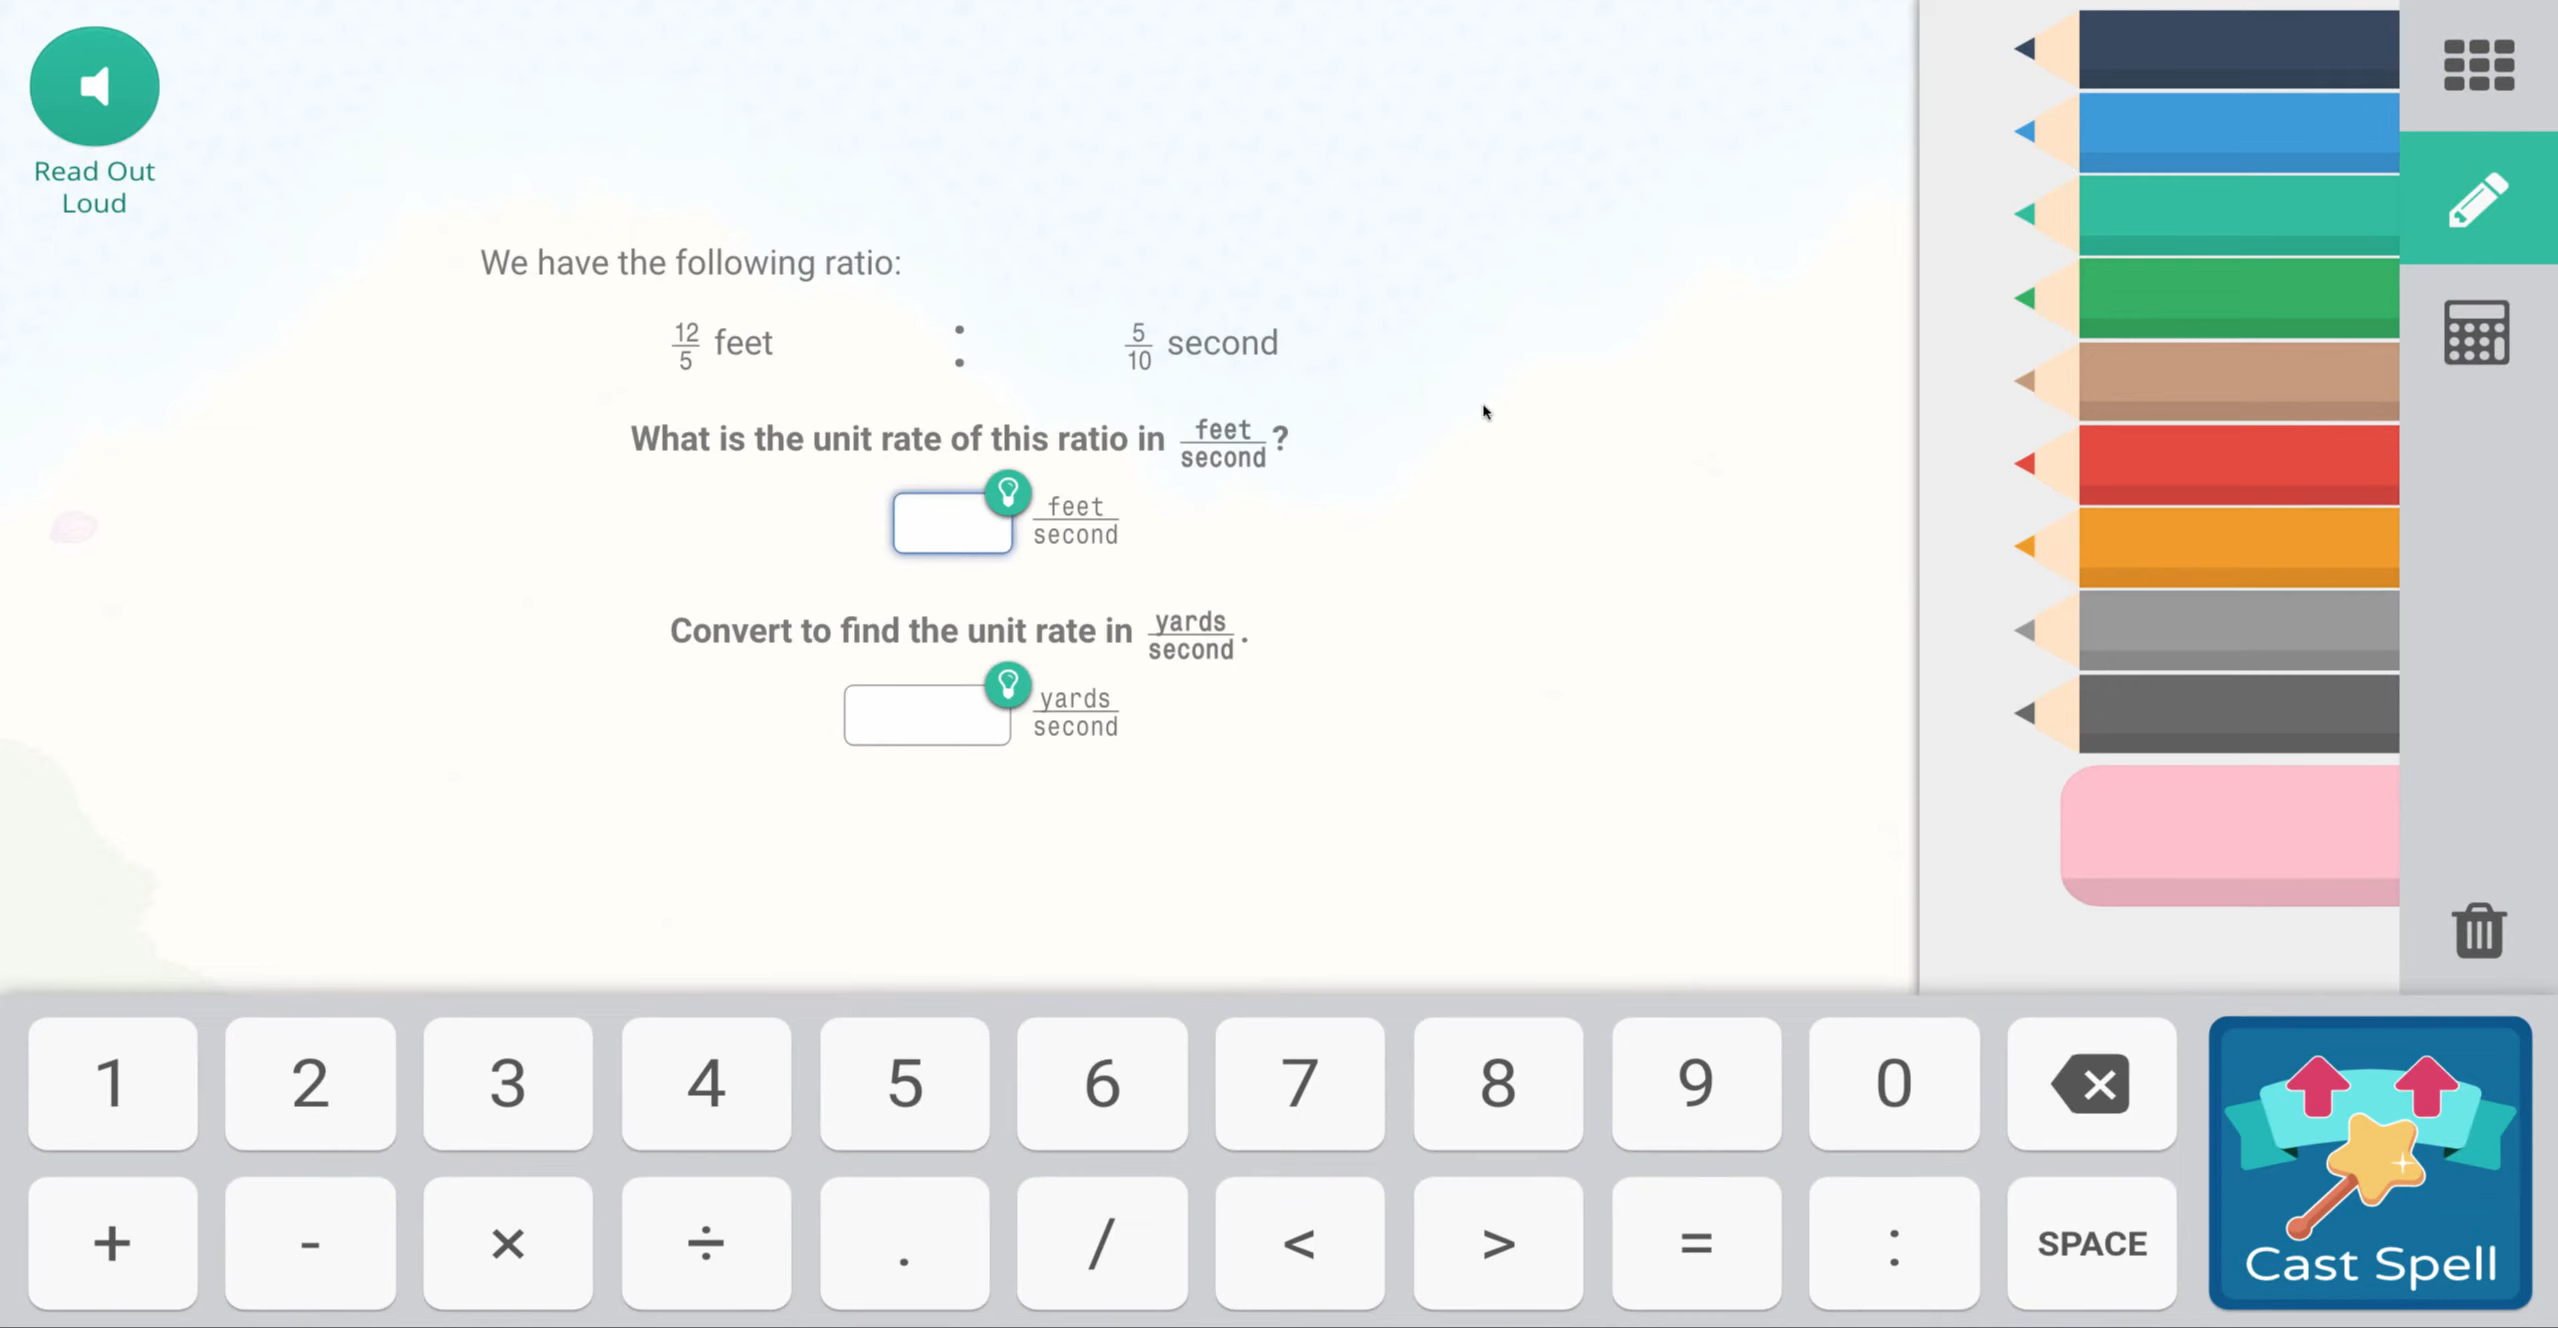 Read Out
Loud
We have the following ratio:
12/5 feet : 5/10 second
What is the unit rate of this ratio in feet/second ?
feet/second
Convert to find the unit rate in yards/second .
yards/second
1 2 3 4 5 6 7 8 9 0
+ - × ÷ . / < > = : SPACE
Cast Spell